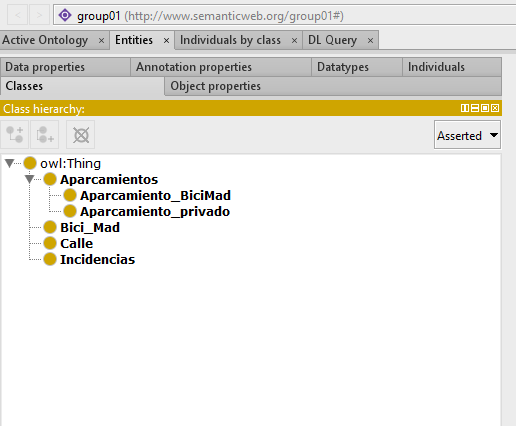 group01 (http://www.semanticweb.org/group01#)
Active Ontology × Entities × Individuals by class × DL Query ×
Data properties Annotation properties Datatypes Individuals
Classes Object properties
Class hierarchy:
Asserted
owl:Thing
Aparcamientos
Aparcamiento_BiciMad
Aparcamiento_privado
Bici_Mad
Calle
Incidencias